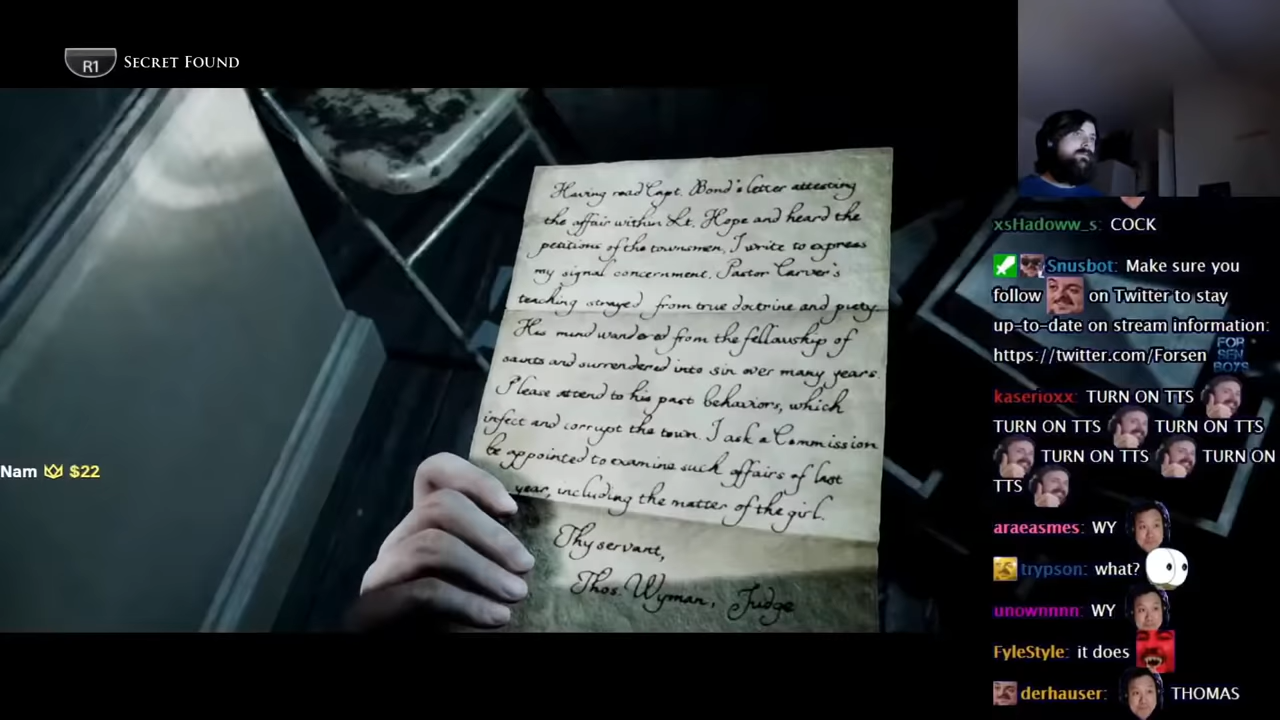 R1 SECRET FOUND
Having read Capt. Bond's letter attesting
the affair within Lt. Hope and heard the
petitions of the townsmen, I write to express
my signal concernment. Pastor Carver's
teaching strayed from true doctrine and piety.
His mind wandered from the fellowship of
saints and surrendered into sin over many years.
Please attend to his past behaviors, which
infect and corrupt the town. I ask a Commission
be appointed to examine such affairs of last
year, including the matter of the girl.
Thy servant,
Thos. Wyman, Judge
Nam $22
xsHadoww_s: COCK
Snusbot: Make sure you
follow on Twitter to stay
up-to-date on stream information:
https://twitter.com/Forsen FOR
SEN
BOYS
kaserioxx: TURN ON TTS
TURN ON TTS TURN ON TTS
TURN ON TTS TURN ON
TTS
araeasmes: WY
trypson: what?
unownnnn: WY
FyleStyle: it does
derhauser: THOMAS